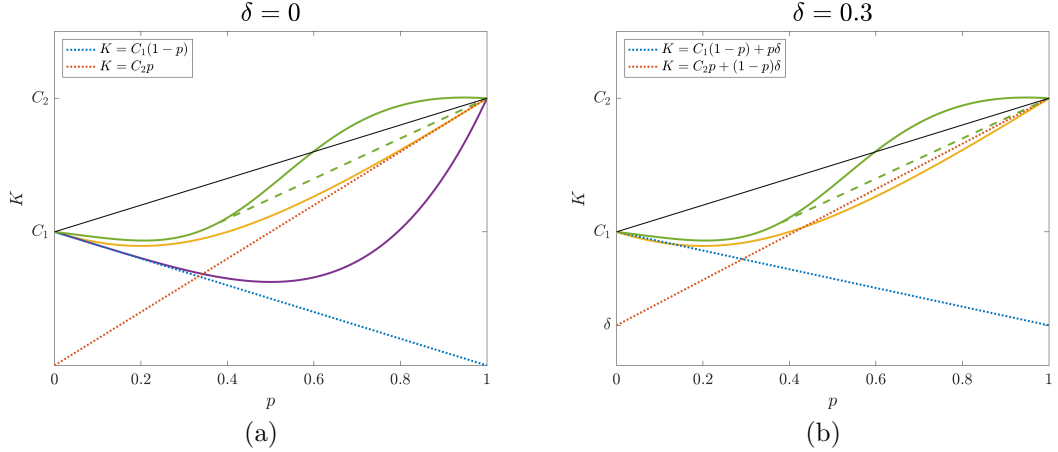 δ = 0
K = C₁(1 − p)
K = C₂p
C₂
C₁
K
0
0.2
0.4
0.6
0.8
1
p
(a)
δ = 0.3
K = C₁(1 − p) + pδ
K = C₂p + (1 − p)δ
C₂
C₁
δ
K
0
0.2
0.4
0.6
0.8
1
p
(b)